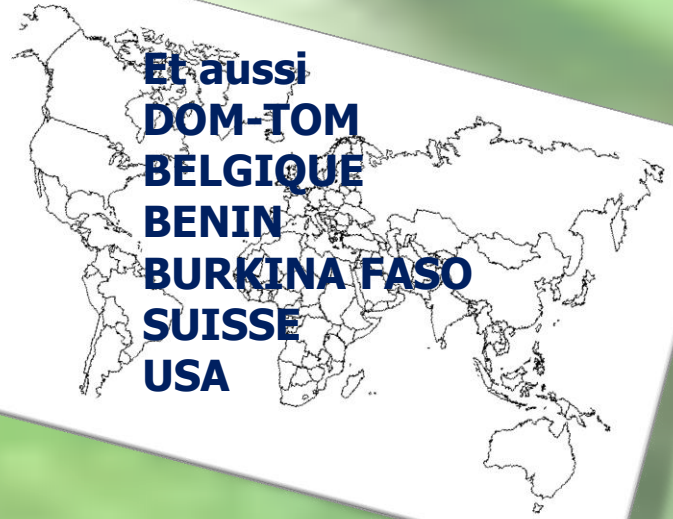 Et aussi
DOM-TOM
BELGIQUE
BENIN
BURKINA FASO
SUISSE
USA